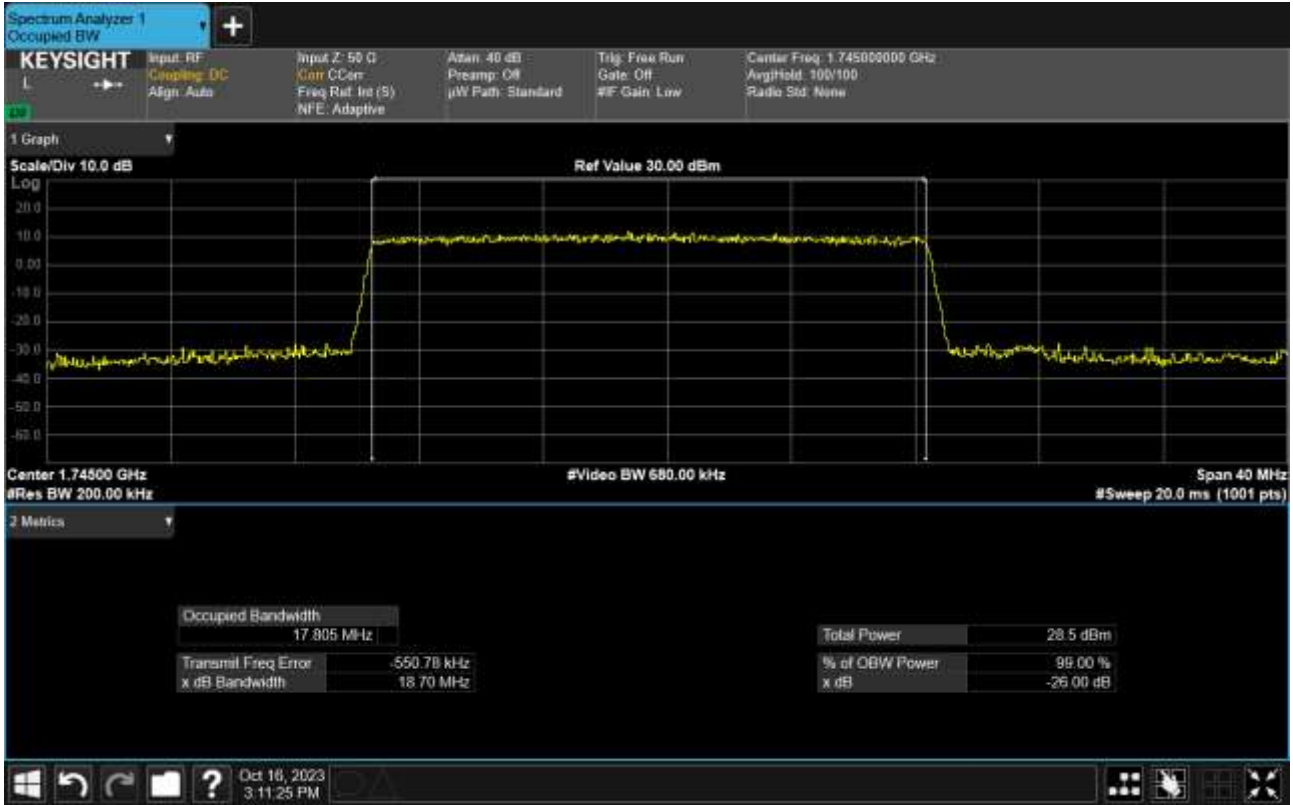 Spectrum Analyzer 1
Occupied BW
+
KEYSIGHT
L
Input: RF
Coupling: DC
Align: Auto
Input Z: 50 Ω
Corr CCorr
Freq Ref: Int (S)
NFE: Adaptive
Atten: 40 dB
Preamp: Off
µW Path: Standard
Trig: Free Run
Gate: Off
#IF Gain: Low
Center Freq: 1.745000000 GHz
Avg|Hold: 100/100
Radio Std: None
1 Graph
Scale/Div 10.0 dB
Ref Value 30.00 dBm
Log
20.0
10.0
0.00
-10.0
-20.0
-30.0
-40.0
-50.0
-60.0
Center 1.74500 GHz
#Video BW 680.00 kHz
Span 40 MHz
#Res BW 200.00 kHz
#Sweep 20.0 ms (1001 pts)
2 Metrics
Occupied Bandwidth
17.805 MHz
Total Power 28.5 dBm
Transmit Freq Error -550.78 kHz
% of OBW Power 99.00 %
x dB Bandwidth 18.70 MHz
x dB -26.00 dB
?
Oct 16, 2023
3:11:25 PM